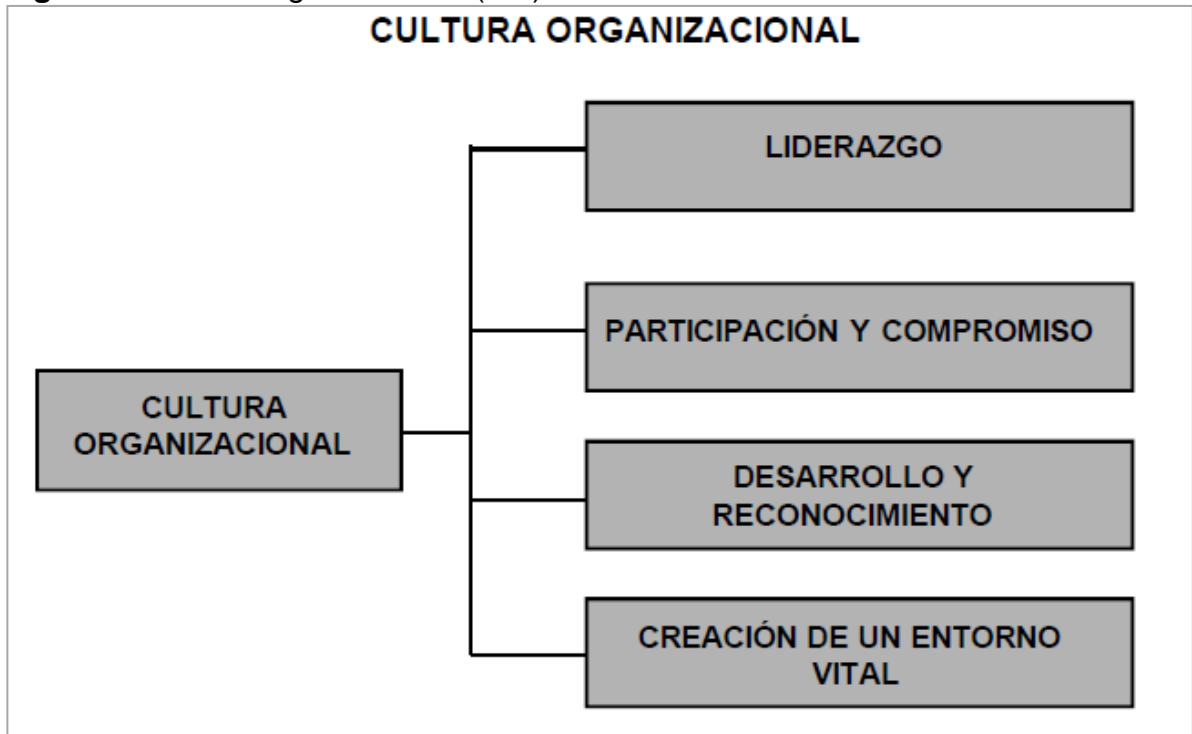 CULTURA ORGANIZACIONAL
LIDERAZGO
PARTICIPACIÓN Y COMPROMISO
CULTURA
ORGANIZACIONAL
DESARROLLO Y
RECONOCIMIENTO
CREACIÓN DE UN ENTORNO
VITAL